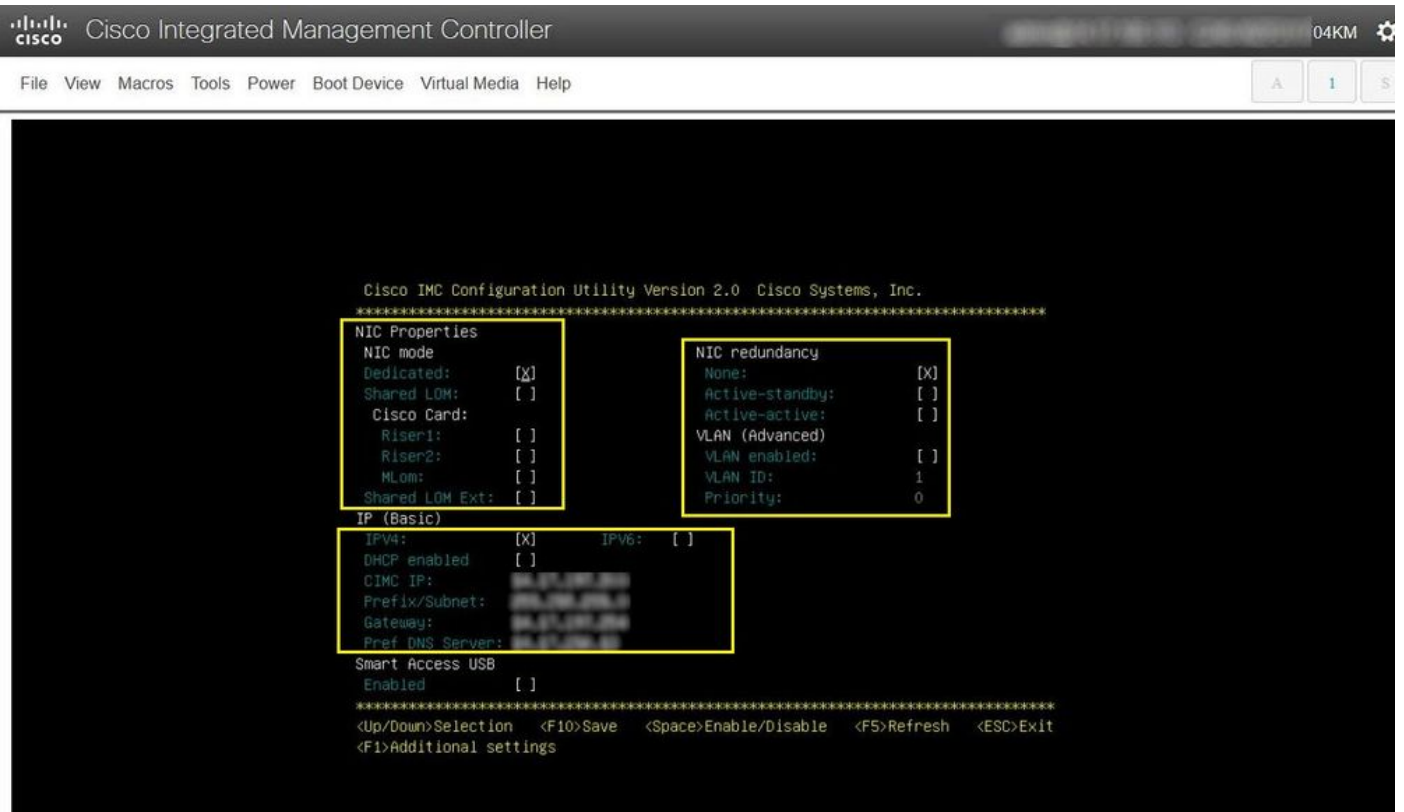 cisco Cisco Integrated Management Controller 04KM
File View Macros Tools Power Boot Device Virtual Media Help A 1 S
Cisco IMC Configuration Utility Version 2.0 Cisco Systems, Inc.
********************************************************************************
NIC Properties
NIC mode NIC redundancy
Dedicated: [X] None: [X]
Shared LOM: [ ] Active-standby: [ ]
Cisco Card: Active-active: [ ]
Riser1: [ ] VLAN (Advanced)
Riser2: [ ] VLAN enabled: [ ]
MLom: [ ] VLAN ID: 1
Shared LOM Ext: [ ] Priority: 0
IP (Basic)
IPV4: [X] IPV6: [ ]
DHCP enabled [ ]
CIMC IP:
Prefix/Subnet:
Gateway:
Pref DNS Server:
Smart Access USB
Enabled [ ]
********************************************************************************
<Up/Down>Selection <F10>Save <Space>Enable/Disable <F5>Refresh <ESC>Exit
<F1>Additional settings